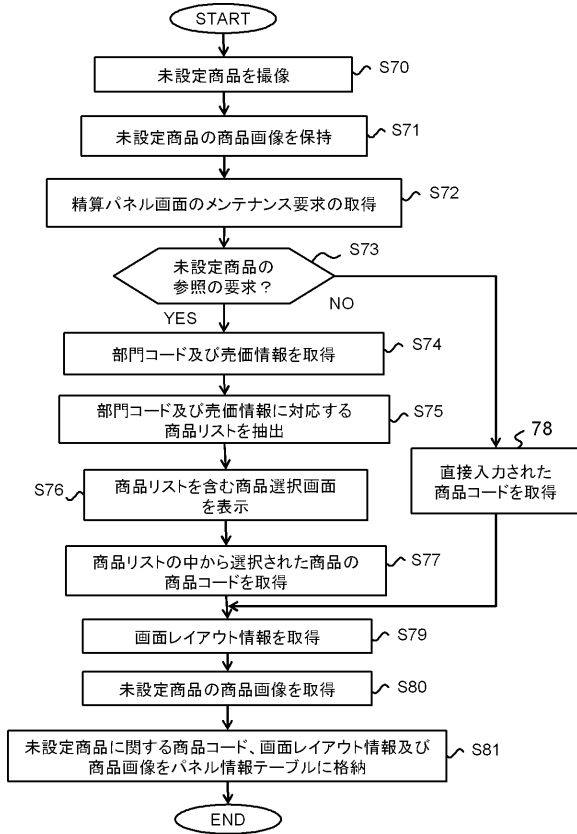 START
未設定商品を撮像
S70
未設定商品の商品画像を保持
S71
精算パネル画面のメンテナンス要求の取得
S72
未設定商品の
参照の要求？
S73
YES
NO
部門コード及び売価情報を取得
S74
部門コード及び売価情報に対応する
商品リストを抽出
S75
S76
商品リストを含む商品選択画面
を表示
商品リストの中から選択された商品の
商品コードを取得
S77
78
直接入力された
商品コードを取得
画面レイアウト情報を取得
S79
未設定商品の商品画像を取得
S80
未設定商品に関する商品コード、画面レイアウト情報及び
商品画像をパネル情報テーブルに格納
S81
END